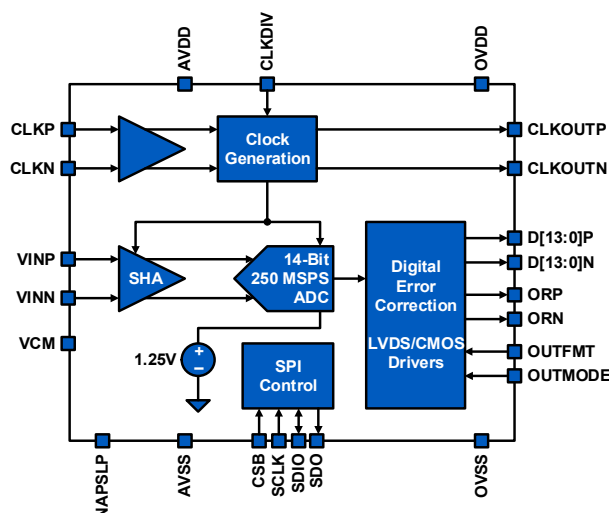 AVDD
CLKDIV
OVDD
CLKP
CLKN
Clock
Generation
CLKOUTP
CLKOUTN
VINP
VINN
SHA
14-Bit
250 MSPS
ADC
Digital
Error
Correction
LVDS/CMOS
Drivers
D[13:0]P
D[13:0]N
ORP
ORN
OUTFMT
OUTMODE
VCM
1.25V
+
−
SPI
Control
NAPSLP
AVSS
CSB
SCLK
SDIO
SDO
OVSS